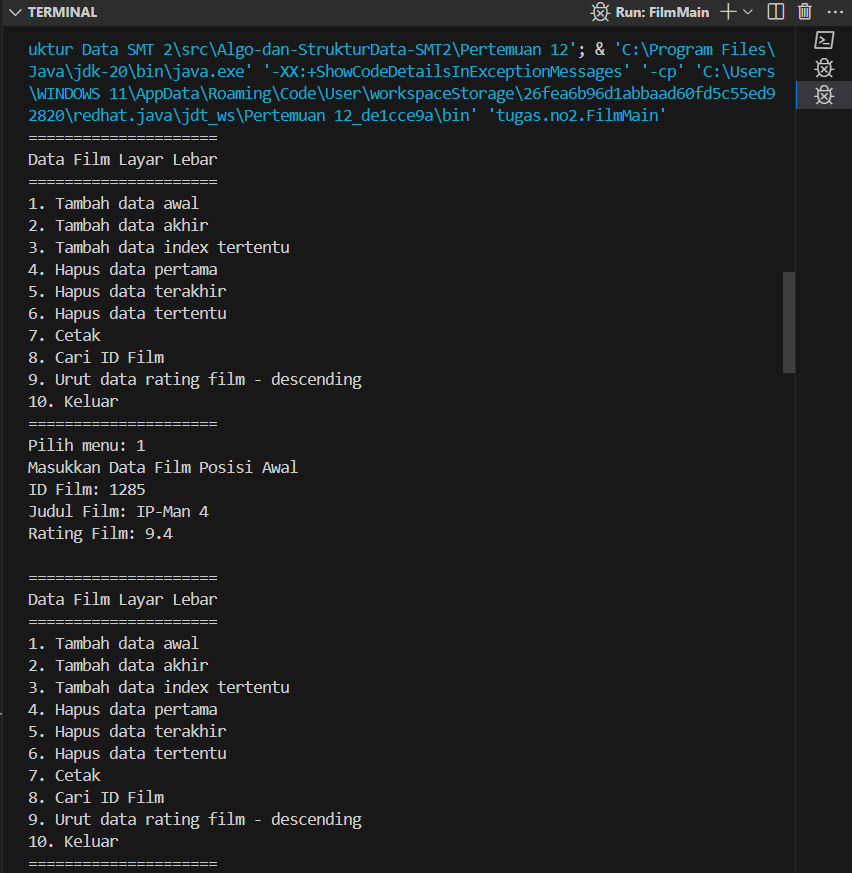 TERMINAL
Run: FilmMain
uktur Data SMT 2\src\Algo-dan-StrukturData-SMT2\Pertemuan 12'; & 'C:\Program Files\
Java\jdk-20\bin\java.exe' '-XX:+ShowCodeDetailsInExceptionMessages' '-cp' 'C:\Users
\WINDOWS 11\AppData\Roaming\Code\User\workspaceStorage\26fea6b96d1abbaad60fd5c55ed9
2820\redhat.java\jdt_ws\Pertemuan 12_de1cce9a\bin' 'tugas.no2.FilmMain'
=====================
Data Film Layar Lebar
=====================
1. Tambah data awal
2. Tambah data akhir
3. Tambah data index tertentu
4. Hapus data pertama
5. Hapus data terakhir
6. Hapus data tertentu
7. Cetak
8. Cari ID Film
9. Urut data rating film - descending
10. Keluar
=====================
Pilih menu: 1
Masukkan Data Film Posisi Awal
ID Film: 1285
Judul Film: IP-Man 4
Rating Film: 9.4
=====================
Data Film Layar Lebar
=====================
1. Tambah data awal
2. Tambah data akhir
3. Tambah data index tertentu
4. Hapus data pertama
5. Hapus data terakhir
6. Hapus data tertentu
7. Cetak
8. Cari ID Film
9. Urut data rating film - descending
10. Keluar
=====================